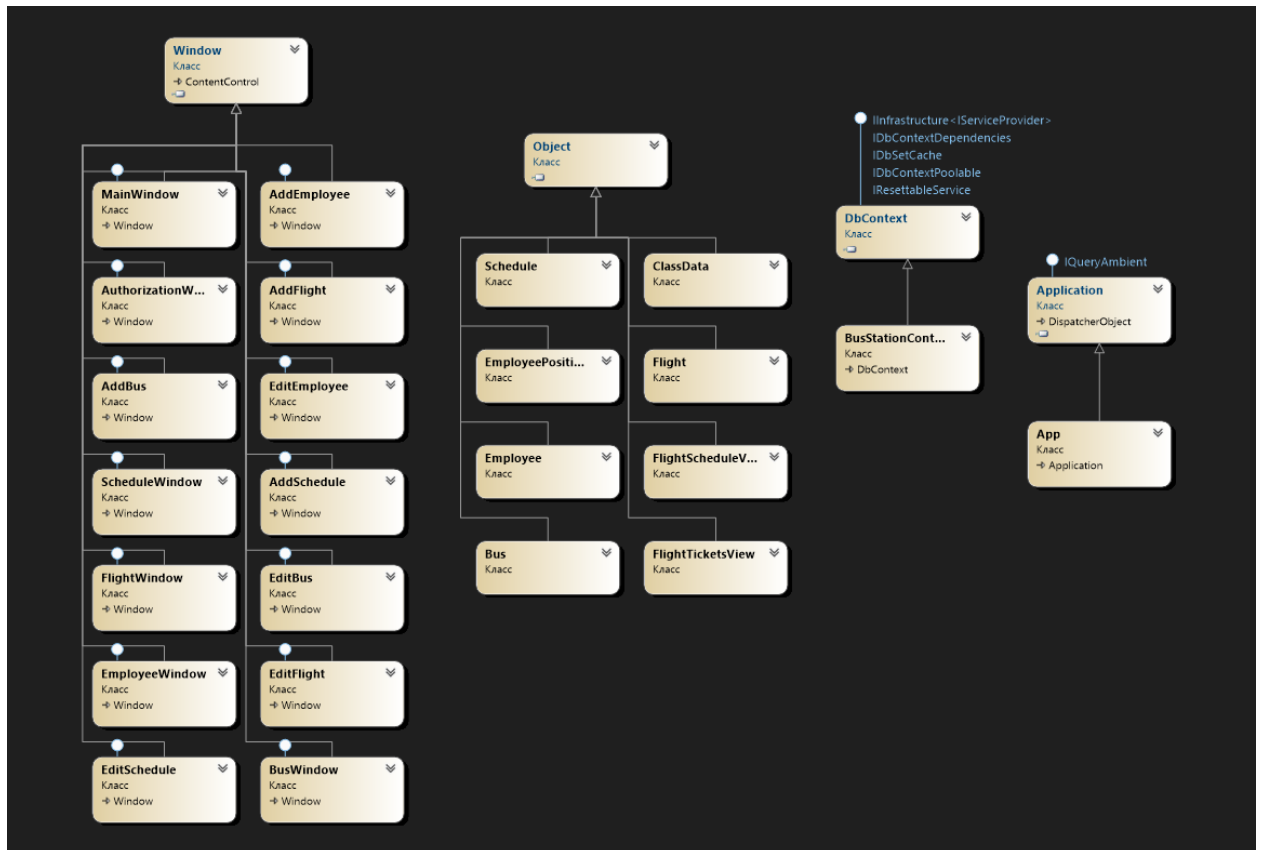 Window
Класс
ContentControl
MainWindow
Класс
Window
AddEmployee
Класс
Window
AuthorizationW...
Класс
Window
AddFlight
Класс
Window
AddBus
Класс
Window
EditEmployee
Класс
Window
ScheduleWindow
Класс
Window
AddSchedule
Класс
Window
FlightWindow
Класс
Window
EditBus
Класс
Window
EmployeeWindow
Класс
Window
EditFlight
Класс
Window
EditSchedule
Класс
Window
BusWindow
Класс
Window
Object
Класс
Schedule
Класс
ClassData
Класс
EmployeePositi...
Класс
Flight
Класс
Employee
Класс
FlightScheduleV...
Класс
Bus
Класс
FlightTicketsView
Класс
IInfrastructure<IServiceProvider>
IDbContextDependencies
IDbSetCache
IDbContextPoolable
IResettableService
DbContext
Класс
BusStationCont...
Класс
DbContext
IQueryAmbient
Application
Класс
DispatcherObject
App
Класс
Application